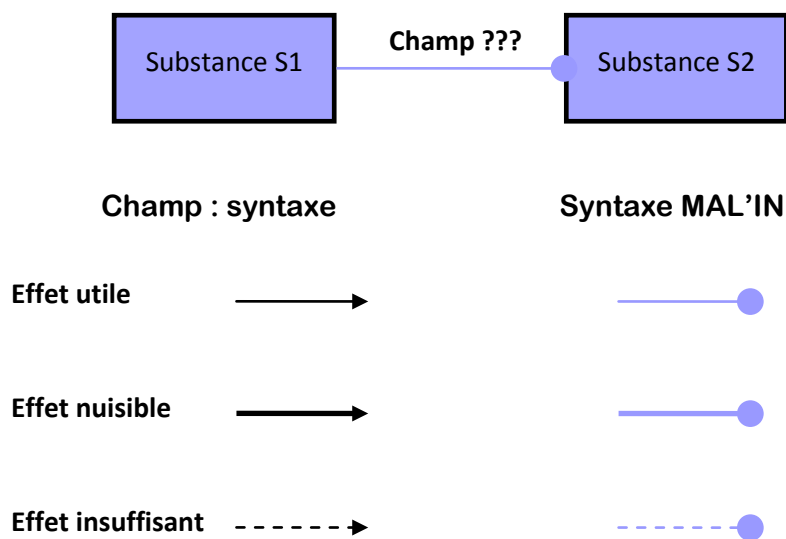 Substance S1
Champ ???
Substance S2
Champ : syntaxe
Syntaxe MAL’IN
Effet utile
Effet nuisible
Effet insuffisant